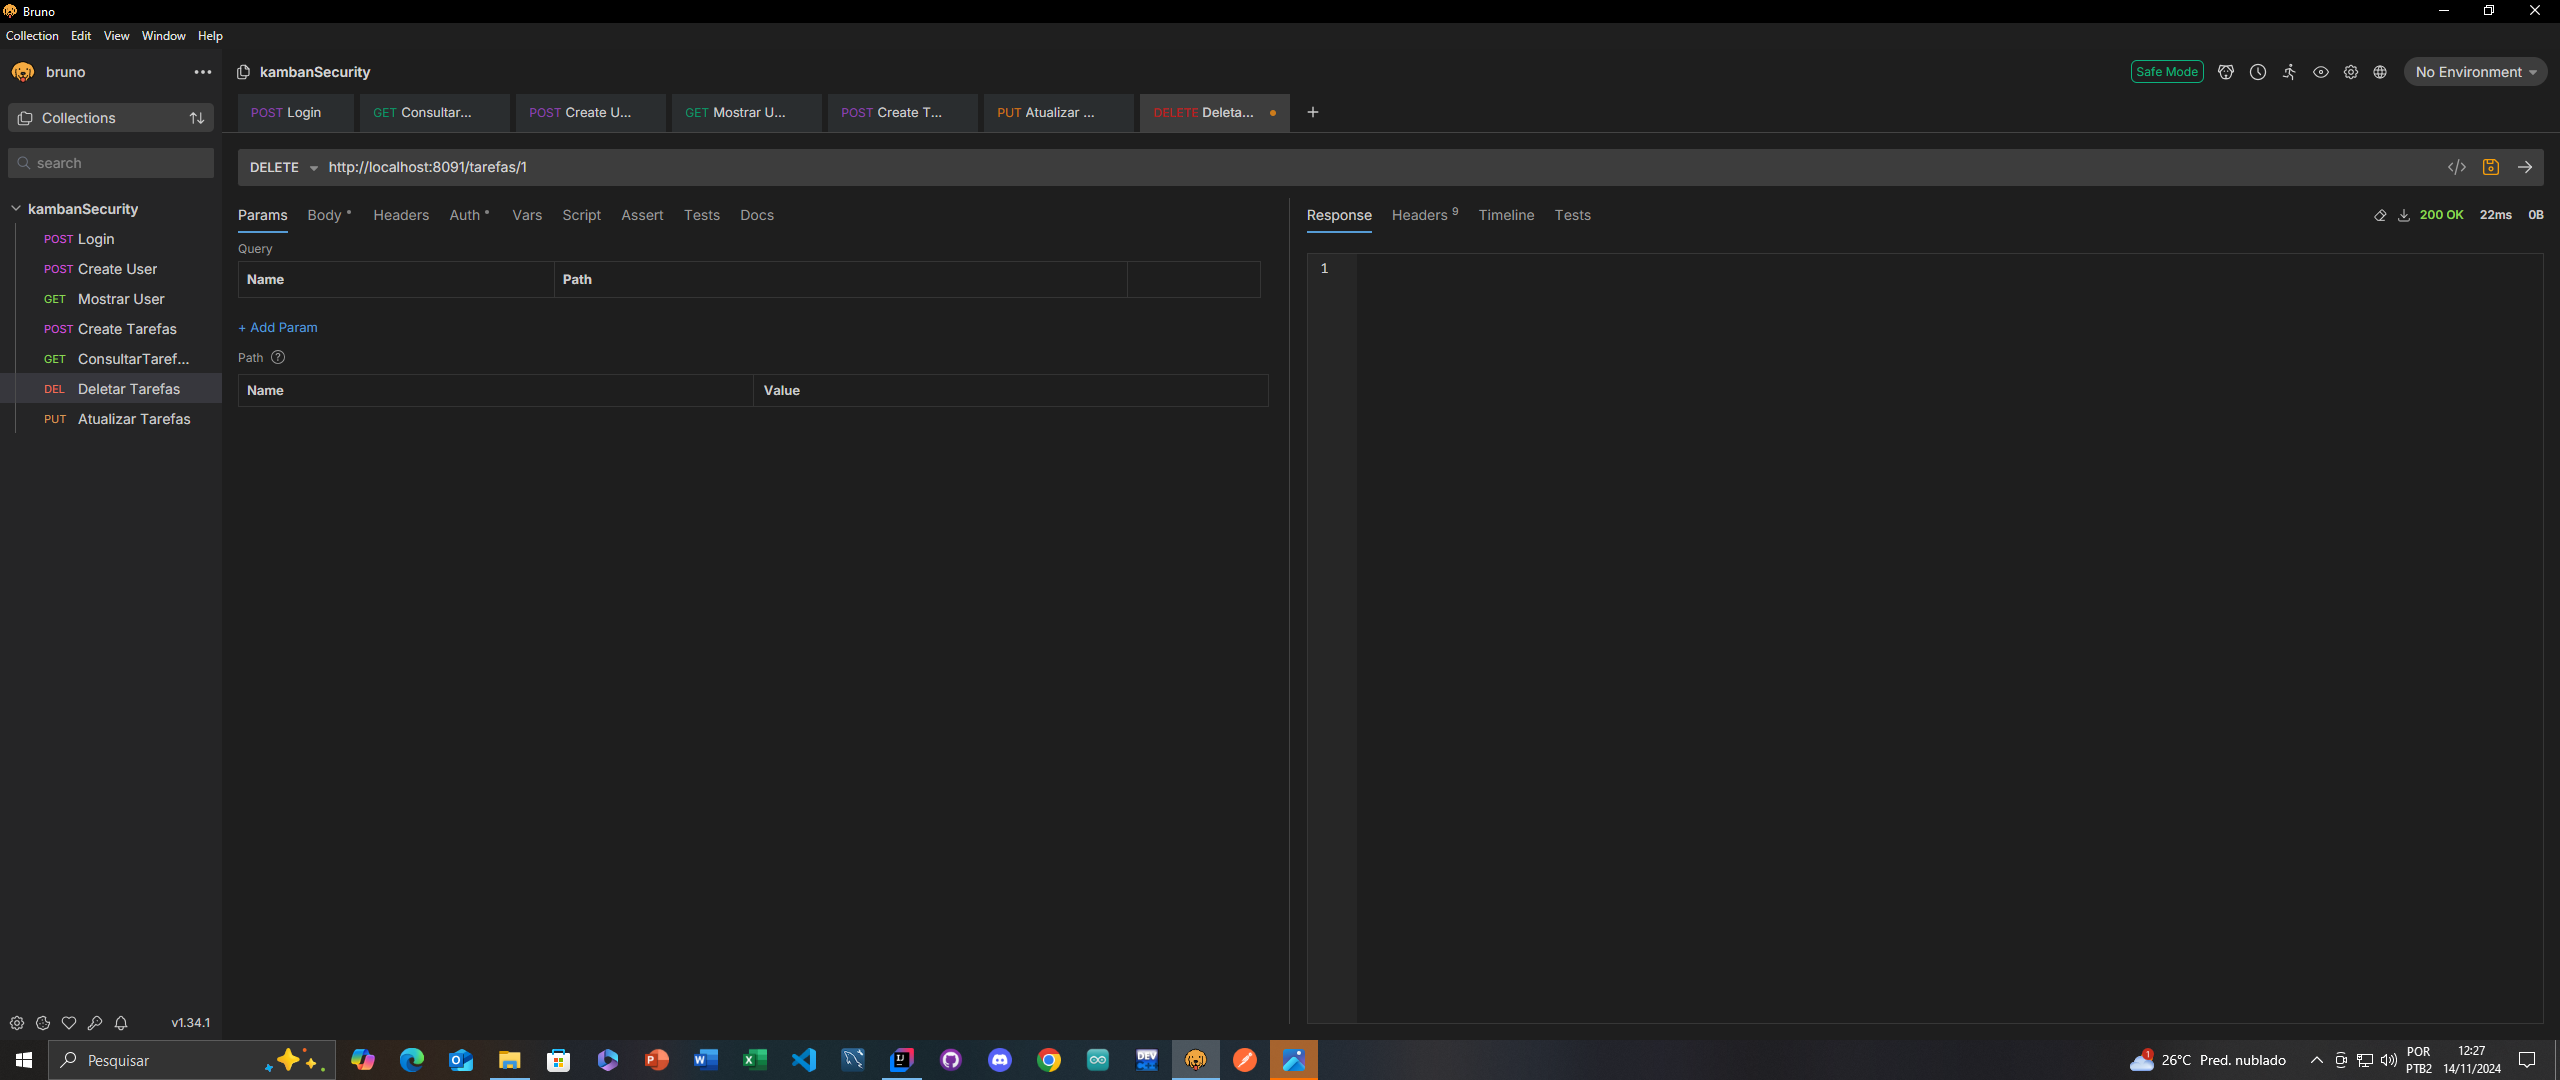 Bruno
Collection Edit View Window Help
bruno
kambanSecurity
Safe Mode
No Environment
Collections
POST Login
GET Consultar...
POST Create U...
GET Mostrar U...
POST Create T...
PUT Atualizar ...
DELETE Deleta...
search
DELETE http://localhost:8091/tarefas/1
kambanSecurity
POST Login
POST Create User
GET Mostrar User
POST Create Tarefas
GET ConsultarTaref...
DEL Deletar Tarefas
PUT Atualizar Tarefas
Params Body Headers Auth Vars Script Assert Tests Docs
Query
Name Path
+ Add Param
Path ?
Name Value
Response Headers 9 Timeline Tests
200 OK 22ms 0B
1
v1.34.1
Pesquisar
DEV C++
1
26°C Pred. nublado
POR
PTB2
12:27
14/11/2024